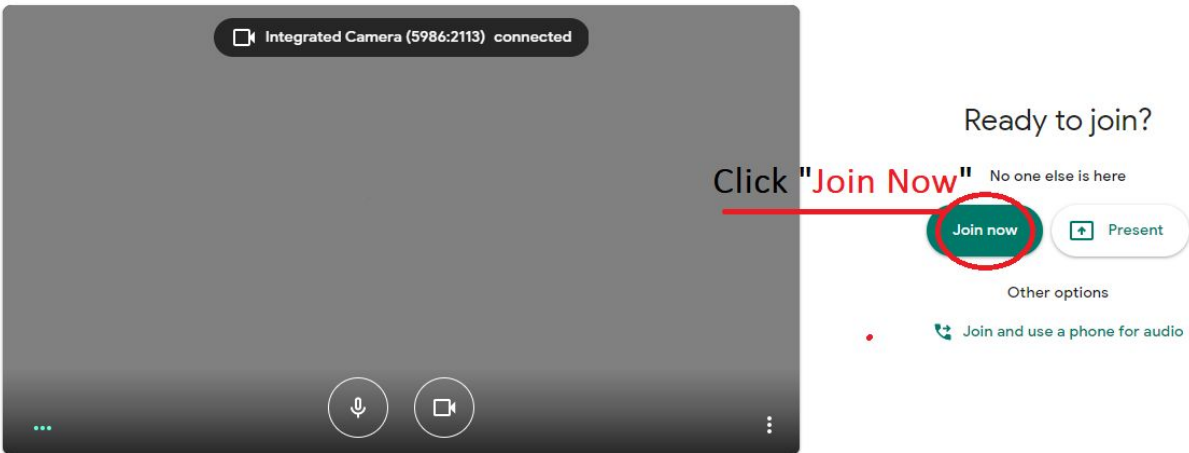 Integrated Camera (5986:2113) connected
Ready to join?
Click "Join Now"
No one else is here
Join now
Present
Other options
Join and use a phone for audio